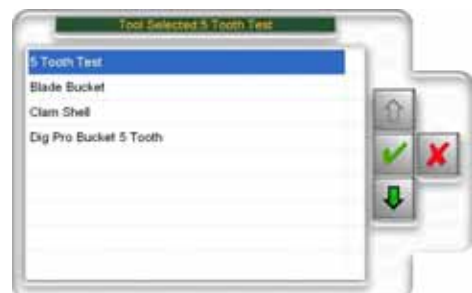 Tool Selected 5 Tooth Test
5 Tooth Test
Blade Bucket
Clam Shell
Dig Pro Bucket 5 Tooth